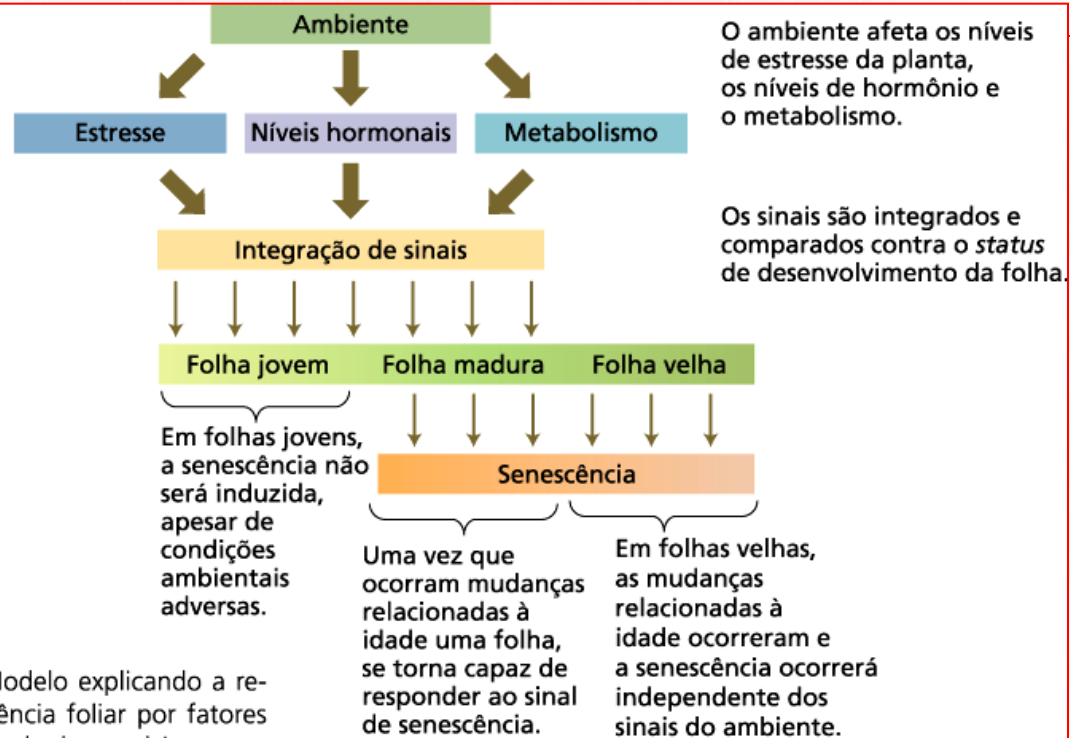 Ambiente
O ambiente afeta os níveis
de estresse da planta,
os níveis de hormônio e
o metabolismo.
Estresse
Níveis hormonais
Metabolismo
Os sinais são integrados e
comparados contra o status
de desenvolvimento da folha.
Integração de sinais
Folha jovem
Folha madura
Folha velha
Em folhas jovens,
a senescência não
será induzida,
apesar de
condições
ambientais
adversas.
Senescência
Uma vez que
ocorram mudanças
relacionadas à
idade uma folha,
se torna capaz de
responder ao sinal
de senescência.
Em folhas velhas,
as mudanças
relacionadas à
idade ocorreram e
a senescência ocorrerá
independente dos
sinais do ambiente.
odelo explicando a re-
ência foliar por fatores